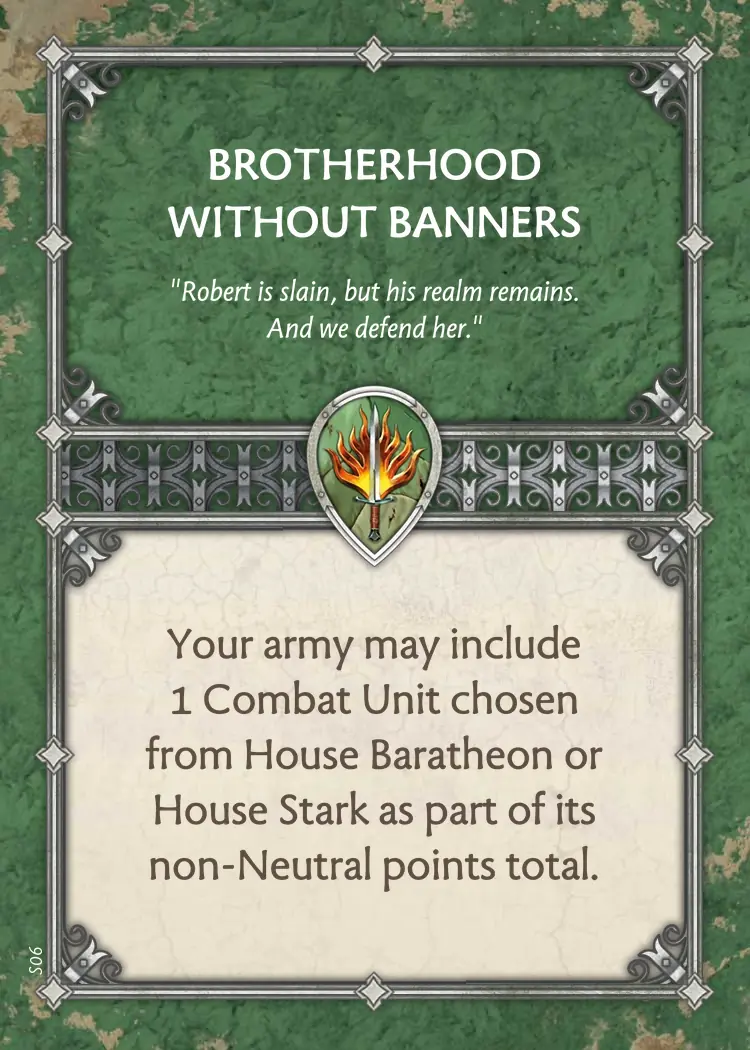 BROTHERHOOD
WITHOUT BANNERS
"Robert is slain, but his realm remains.
And we defend her."
Your army may include
1 Combat Unit chosen
from House Baratheon or
House Stark as part of its
non-Neutral points total.
S06